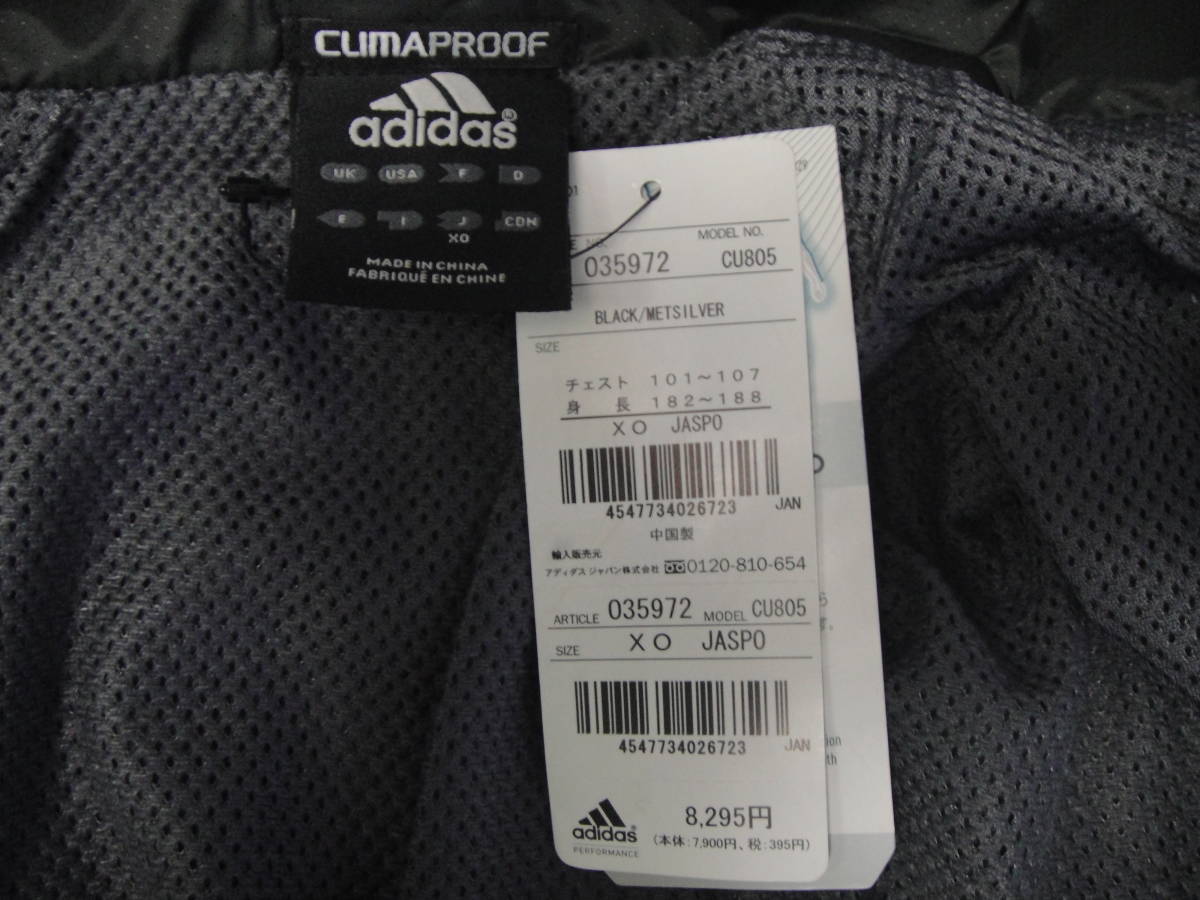 CLIMAPROOF
adidas®
UK USA F D
E I J CDN
XO
MADE IN CHINA
FABRIQUÉ EN CHINE
01
MODEL NO.
035972 CU805
BLACK/METSILVER
SIZE
チェスト 101～107
身 長 182～188
XO JASPO
4547734026723 JAN
中国製
輸入販売元
アディダス ジャパン株式会社 0120-810-654
ARTICLE 035972 MODEL CU805
SIZE XO JASPO
4547734026723 JAN
adidas
8,295円
PERFORMANCE
(本体:7,900円、税:395円)